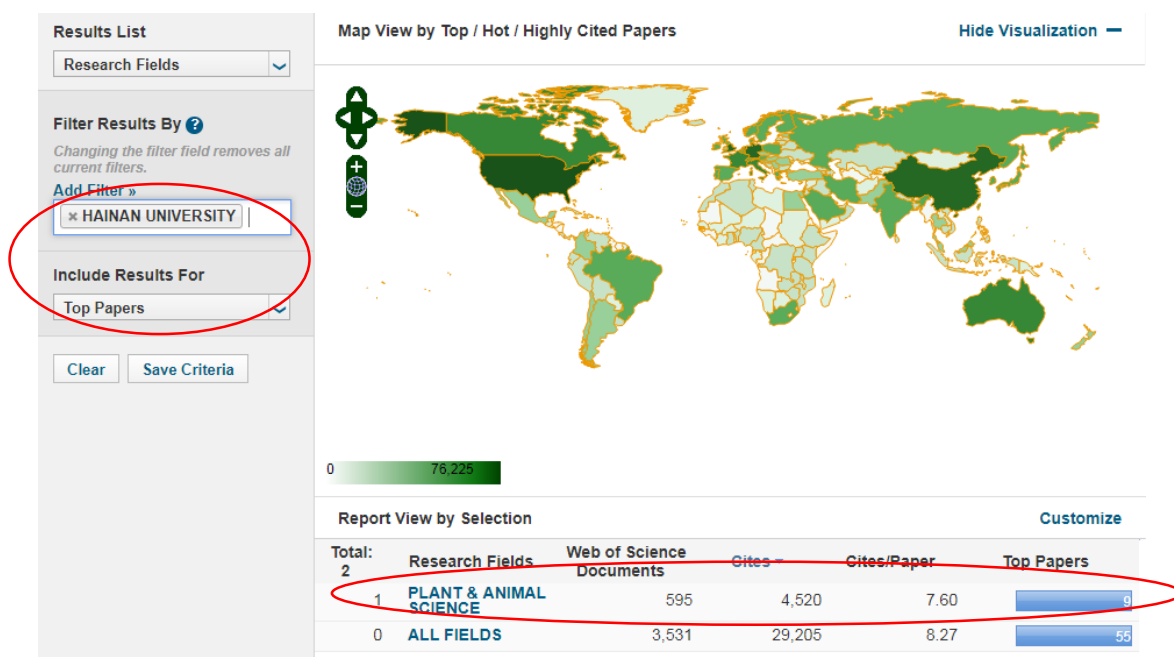 Results List
Research Fields
Filter Results By ?
Changing the filter field removes all
current filters.
Add Filter »
× HAINAN UNIVERSITY
Include Results For
Top Papers
Clear Save Criteria
Map View by Top / Hot / Highly Cited Papers Hide Visualization −
+
−
0 76,225
Report View by Selection Customize
Total: 2 Research Fields Web of Science Documents Cites Cites/Paper Top Papers
1 PLANT & ANIMAL SCIENCE 595 4,520 7.60 9
0 ALL FIELDS 3,531 29,205 8.27 55